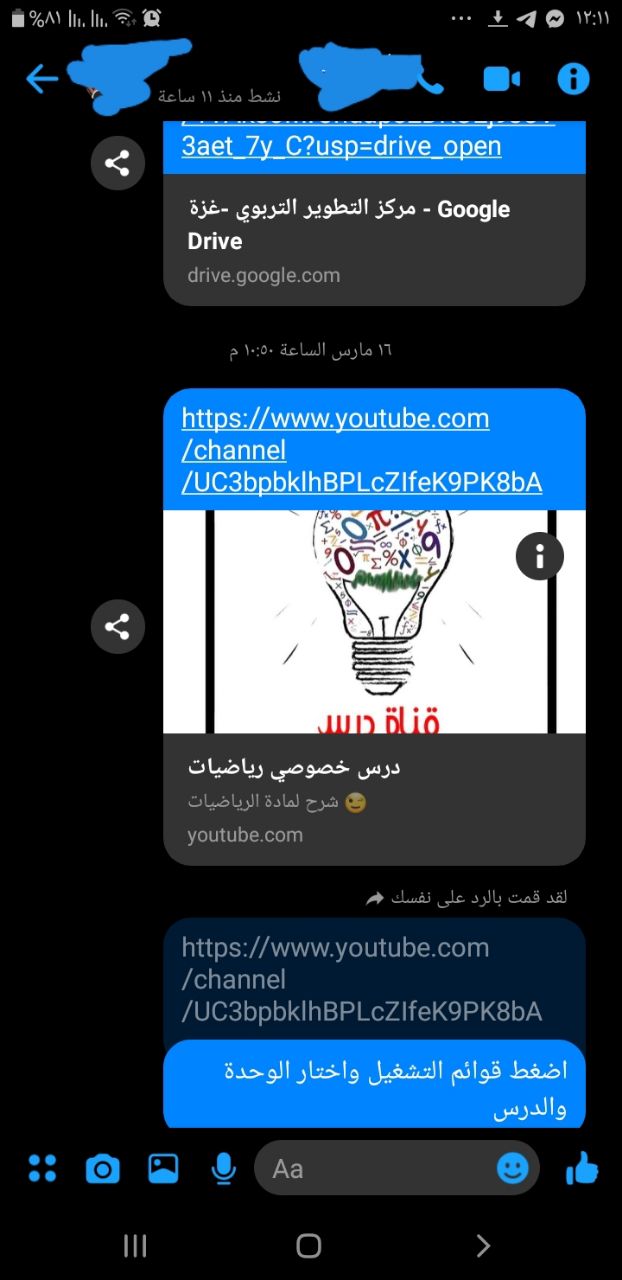 %٨١
١٢:١١
نشط منذ ١١ ساعة
3aet_7y_C?usp=drive_open
Google - مركز التطوير التربوي -غزة
Drive
drive.google.com
١٦ مارس الساعة ١٠:٥٠ م
https://www.youtube.com
/channel
/UC3bpbklhBPLcZIfeK9PK8bA
قناة درس
درس خصوصي رياضيات
😉 شرح لمادة الرياضيات
youtube.com
لقد قمت بالرد على نفسك
https://www.youtube.com
/channel
/UC3bpbklhBPLcZIfeK9PK8bA
اضغط قوائم التشغيل واختار الوحدة
والدرس
Aa